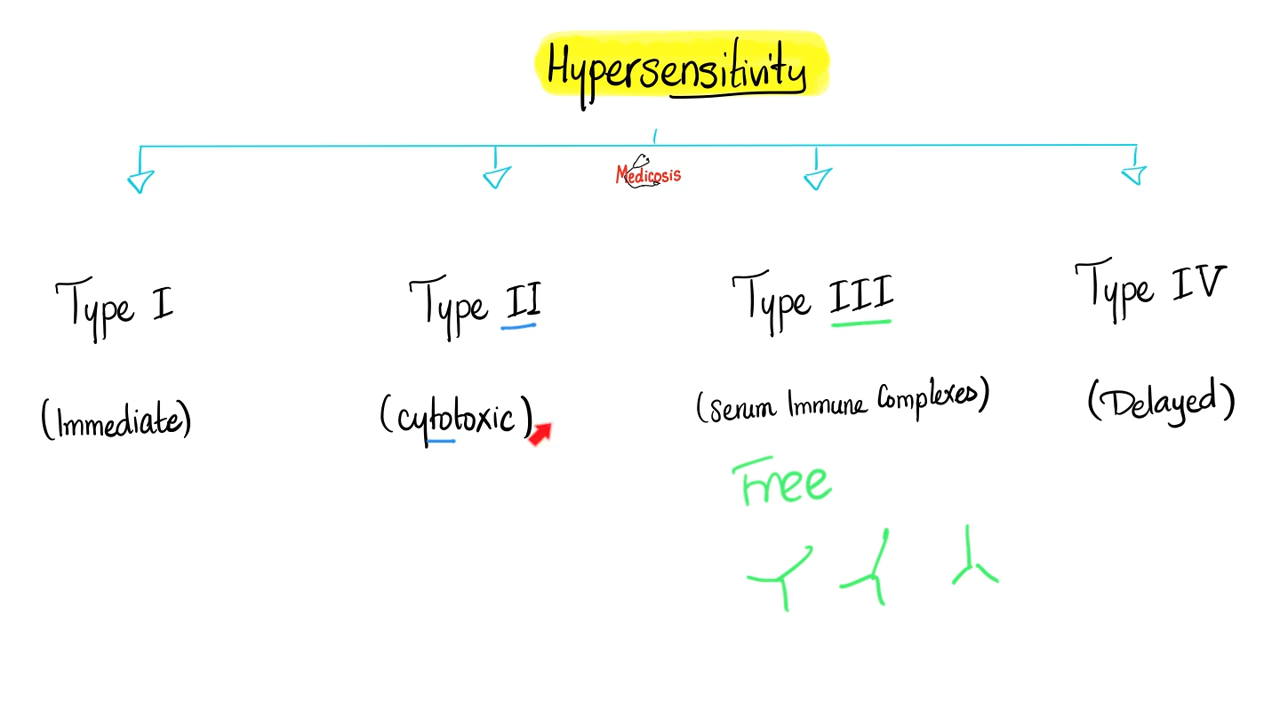 Hypersensitivity
Medicosis
Type I
Type II
Type III
Type IV
(Immediate)
(cytotoxic)
(Serum Immune Complexes)
(Delayed)
Free